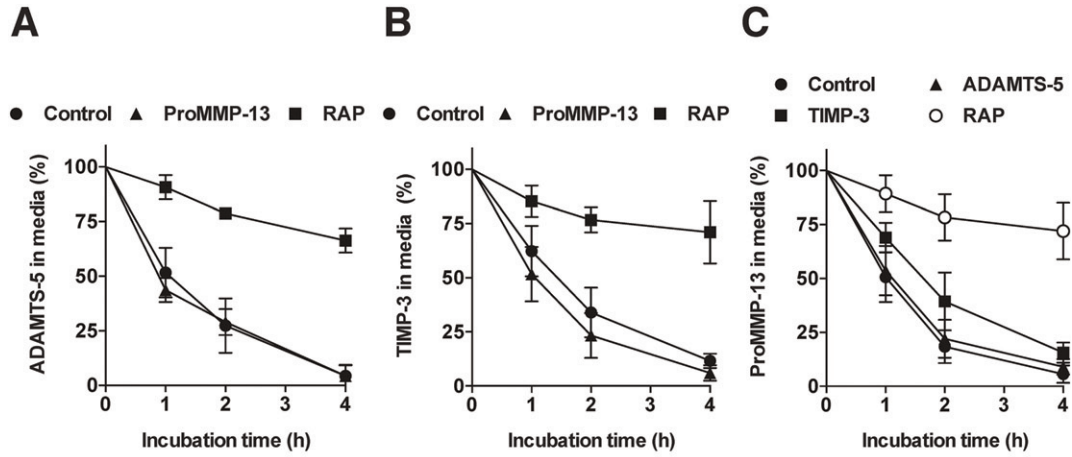 A
Control ProMMP-13 RAP
ADAMTS-5 in media (%)
100
75
50
25
0
0 1 2 3 4
Incubation time (h)
B
Control ProMMP-13 RAP
TIMP-3 in media (%)
100
75
50
25
0
0 1 2 3 4
Incubation time (h)
C
Control ADAMTS-5
TIMP-3 RAP
ProMMP-13 in media (%)
100
75
50
25
0
0 1 2 3 4
Incubation time (h)